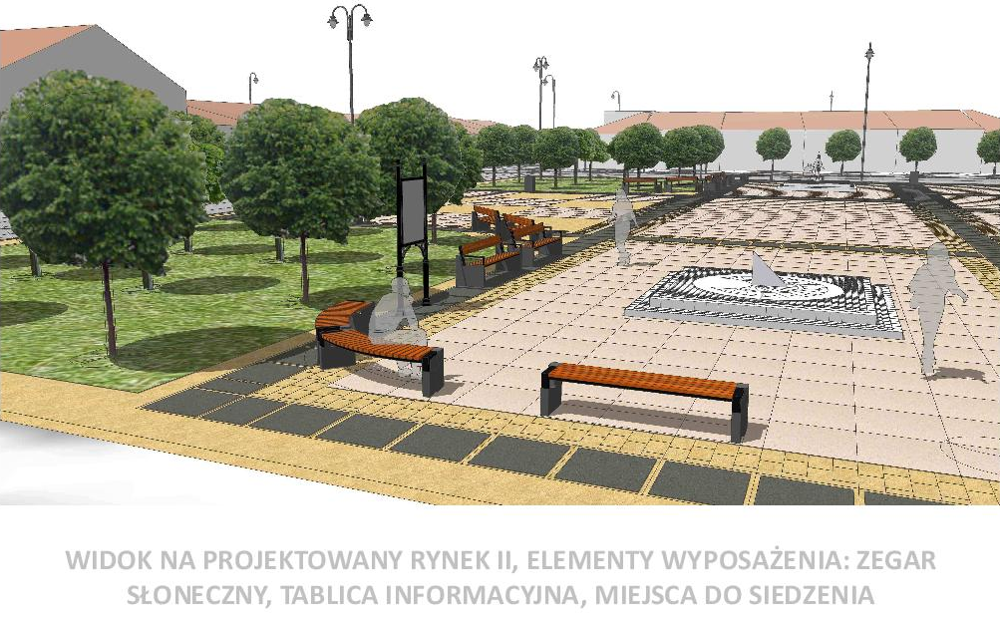 WIDOK NA PROJEKTOWANY RYNEK II, ELEMENTY WYPOSAŻENIA: ZEGAR
SŁONECZNY, TABLICA INFORMACYJNA, MIEJSCA DO SIEDZENIA